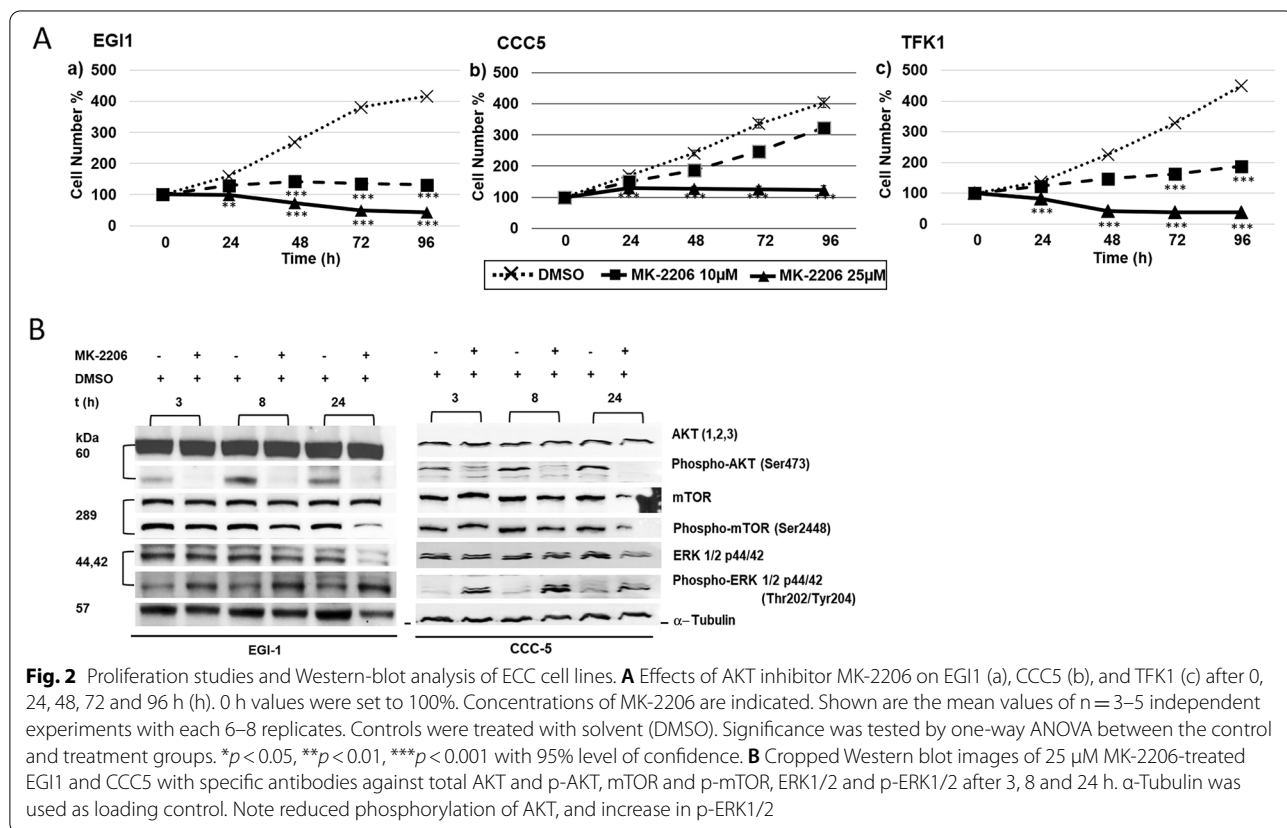 A
EGI1
CCC5
TFK1
a)
b)
c)
Cell Number %
500
400
300
200
100
0
***
***
***
**
***
***
***
0 24 48 72 96
Time (h)
Cell Number %
500
400
300
200
100
0
***
***
***
***
0 24 48 72 96
Cell Number %
500
400
300
200
100
0
***
***
***
***
***
***
0 24 48 72 96
Time (h)
DMSO MK-2206 10µM MK-2206 25µM
B
MK-2206 - + - + - + - + - + - +
DMSO + + + + + + + + + + + +
t (h) 3 8 24 3 8 24
kDa
60
289
44,42
57
AKT (1,2,3)
Phospho-AKT (Ser473)
mTOR
Phospho-mTOR (Ser2448)
ERK 1/2 p44/42
Phospho-ERK 1/2 p44/42
(Thr202/Tyr204)
α– Tubulin
EGI-1
CCC-5
Fig. 2 Proliferation studies and Western-blot analysis of ECC cell lines. A Effects of AKT inhibitor MK-2206 on EGI1 (a), CCC5 (b), and TFK1 (c) after 0,
24, 48, 72 and 96 h (h). 0 h values were set to 100%. Concentrations of MK-2206 are indicated. Shown are the mean values of n = 3–5 independent
experiments with each 6–8 replicates. Controls were treated with solvent (DMSO). Significance was tested by one-way ANOVA between the control
and treatment groups. *p < 0.05, **p < 0.01, ***p < 0.001 with 95% level of confidence. B Cropped Western blot images of 25 µM MK-2206-treated
EGI1 and CCC5 with specific antibodies against total AKT and p-AKT, mTOR and p-mTOR, ERK1/2 and p-ERK1/2 after 3, 8 and 24 h. α-Tubulin was
used as loading control. Note reduced phosphorylation of AKT, and increase in p-ERK1/2